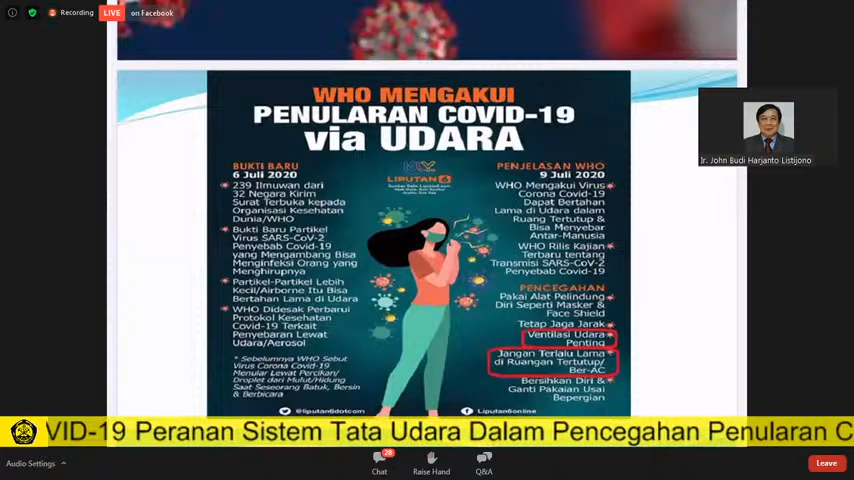 Recording
LIVE
on Facebook
WHO MENGAKUI
PENULARAN COVID-19
via UDARA
BUKTI BARU
6 Juli 2020
239 Ilmuwan dari
32 Negara Kirim
Surat Terbuka kepada
Organisasi Kesehatan
Dunia/WHO
Bukti Baru Partikel
Virus SARS-CoV-2
Penyebab Covid-19
yang Mengambang Bisa
Menginfeksi Orang yang
Menghirupnya
Partikel-Partikel Lebih
Kecil/Airborne Itu Bisa
Bertahan Lama di Udara
WHO Didesak Perbarui
Protokol Kesehatan
Covid-19 Terkait
Penyebaran Lewat
Udara/Aerosol
* Sebelumnya WHO Sebut
Virus Corona Covid-19
Menular Lewat Percikan/
Droplet dari Mulut/Hidung
Saat Seseorang Batuk, Bersin
& Berbicara
LIPUTAN 6
PENJELASAN WHO
9 Juli 2020
WHO Mengakui Virus
Corona Covid-19
Dapat Bertahan
Lama di Udara dalam
Ruang Tertutup &
Bisa Menyebar
Antar-Manusia
WHO Rilis Kajian
Terbaru tentang
Transmisi SARS-CoV-2
Penyebab Covid-19
PENCEGAHAN
Pakai Alat Pelindung
Diri Seperti Masker &
Face Shield
Tetap Jaga Jarak
Ventilasi Udara
Penting
Jangan Terlalu Lama
di Ruangan Tertutup/
Ber-AC
Bersihkan Diri &
Ganti Pakaian Usai
Bepergian
@liputan6dotcom
Liputan6online
Ir. John Budi Harjanto Listijono
VID-19 Peranan Sistem Tata Udara Dalam Pencegahan Penularan C
Audio Settings
28
Chat
Raise Hand
Q&A
Leave